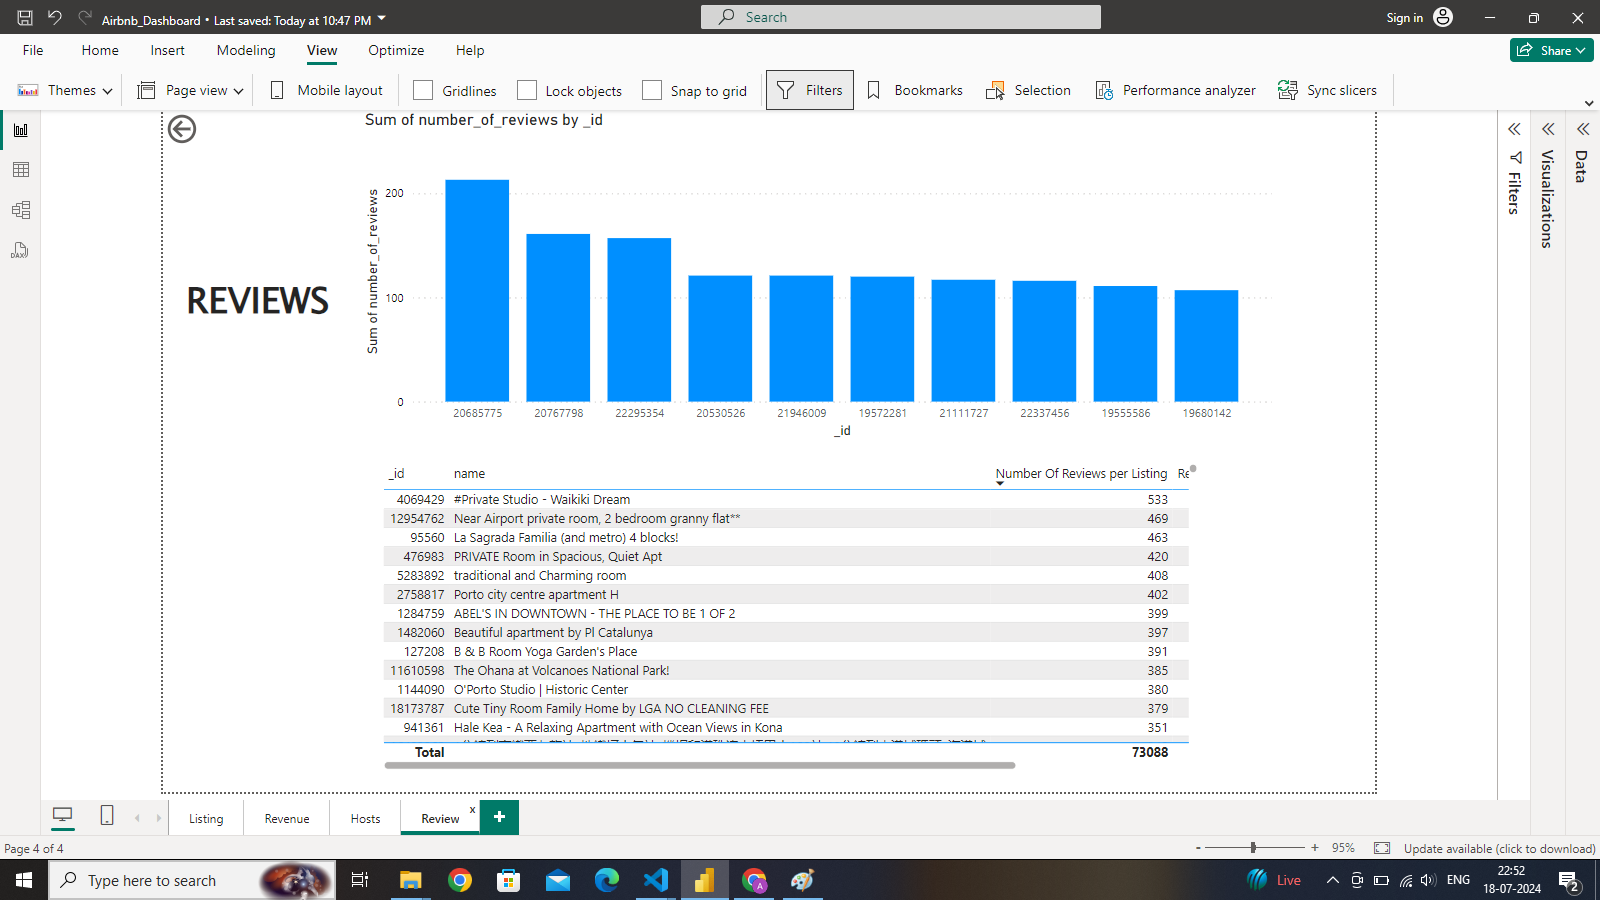 Airbnb_Dashboard • Last saved: Today at 10:47 PM
Search
Sign in
File Home Insert Modeling View Optimize Help
Share
Themes Page view Mobile layout Gridlines Lock objects Snap to grid Filters Bookmarks Selection Performance analyzer Sync slicers
Sum of number_of_reviews by _id
REVIEWS
Sum of number_of_reviews
200
100
0
20685775 20767798 22295354 20530526 21946009 19572281 21111727 22337456 19555586 19680142
_id
_id name Number Of Reviews per Listing Re
4069429 #Private Studio - Waikiki Dream 533
12954762 Near Airport private room, 2 bedroom granny flat** 469
95560 La Sagrada Familia (and metro) 4 blocks! 463
476983 PRIVATE Room in Spacious, Quiet Apt 420
5283892 traditional and Charming room 408
2758817 Porto city centre apartment H 402
1284759 ABEL'S IN DOWNTOWN - THE PLACE TO BE 1 OF 2 399
1482060 Beautiful apartment by Pl Catalunya 397
127208 B & B Room Yoga Garden's Place 391
11610598 The Ohana at Volcanoes National Park! 385
1144090 O'Porto Studio | Historic Center 380
18173787 Cute Tiny Room Family Home by LGA NO CLEANING FEE 379
941361 Hale Kea - A Relaxing Apartment with Ocean Views in Kona 351
Total 73088
Filters
Visualizations
Data
DAX
Listing Revenue Hosts Review x +
Page 4 of 4
- + 95% Update available (click to download)
Type here to search
A
Live
ENG
22:52
18-07-2024
2